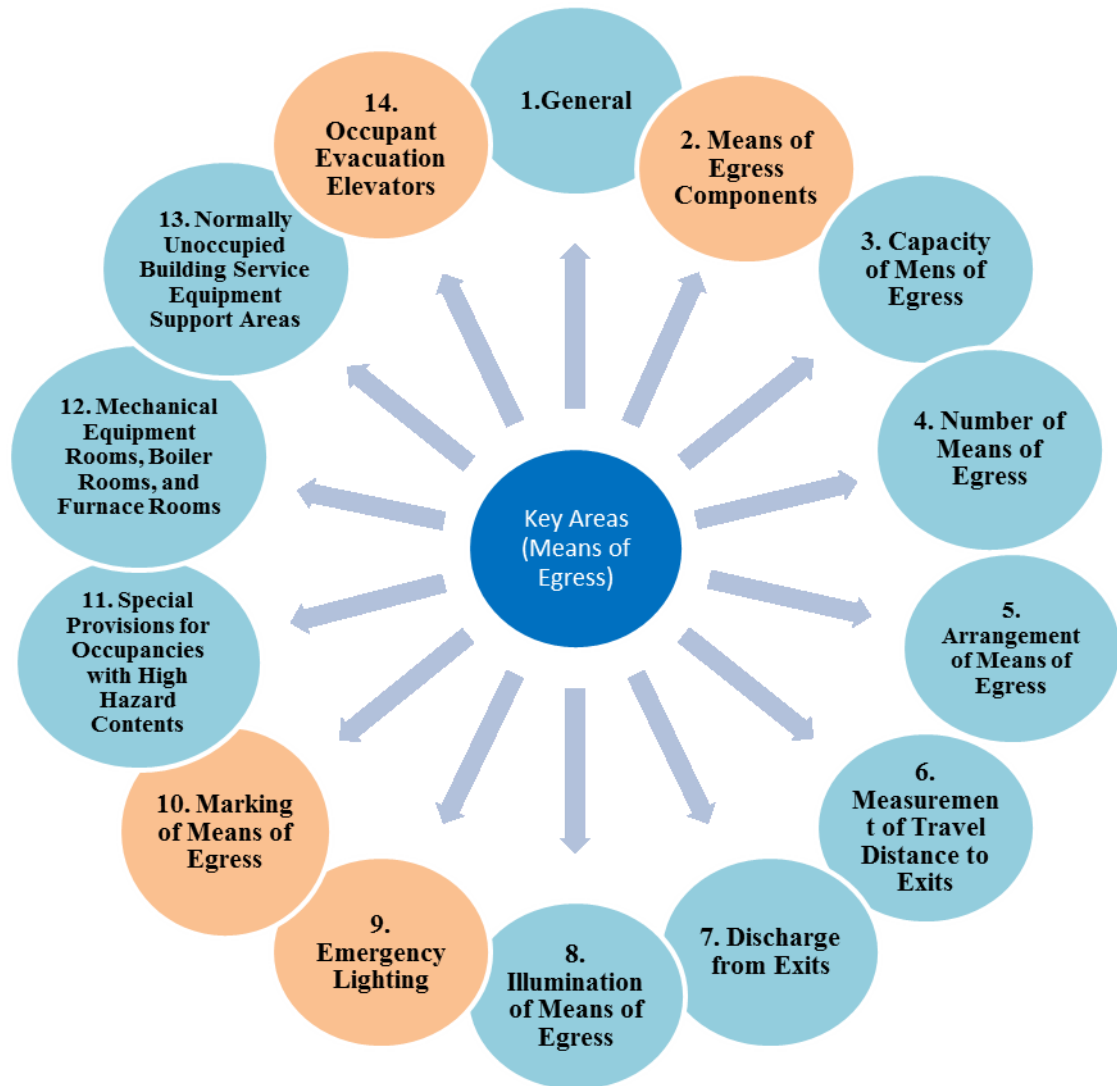 1.General
2. Means of
Egress
Components
3. Capacity
of Mens of
Egress
4. Number of
Means of
Egress
5.
Arrangement
of Means of
Egress
6.
Measuremen
t of Travel
Distance to
Exits
7. Discharge
from Exits
8.
Illumination
of Means of
Egress
9.
Emergency
Lighting
10. Marking
of Means of
Egress
11. Special
Provisions for
Occupancies
with High
Hazard
Contents
12. Mechanical
Equipment
Rooms, Boiler
Rooms, and
Furnace Rooms
13. Normally
Unoccupied
Building Service
Equipment
Support Areas
14.
Occupant
Evacuation
Elevators
Key Areas
(Means of
Egress)